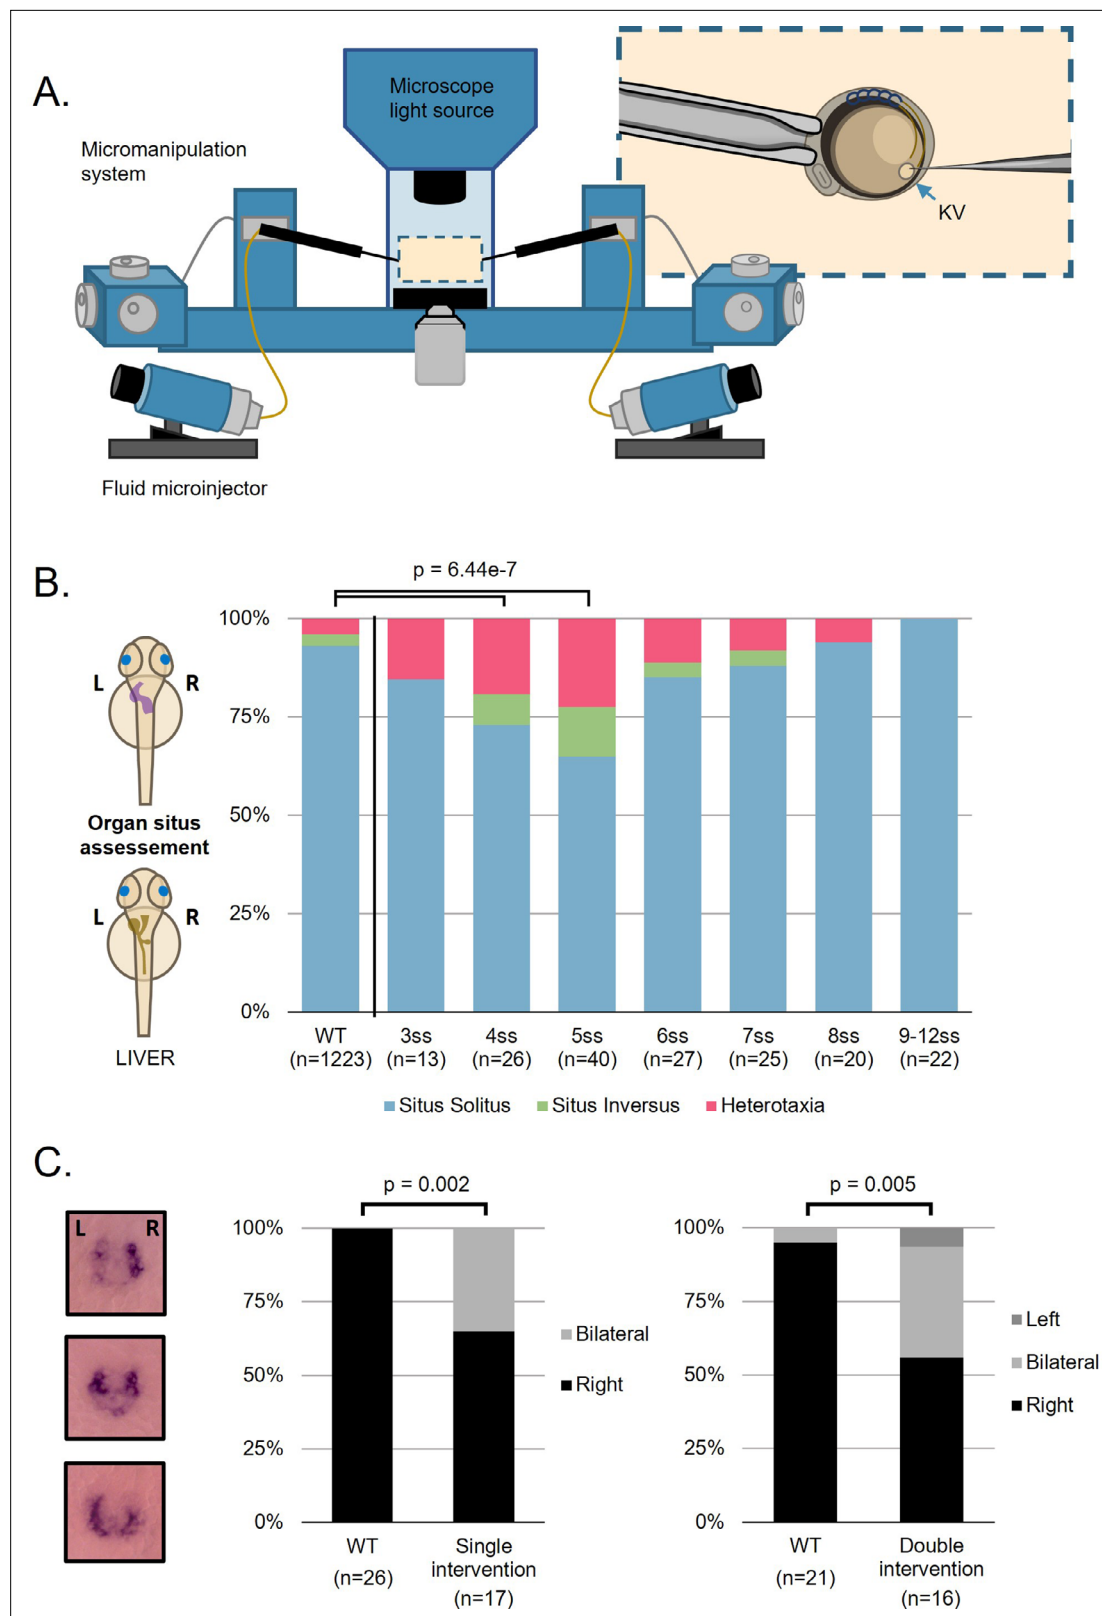 A.
Microscope
light source
Micromanipulation
system
KV
Fluid microinjector
B.
p = 6.44e-7
100%
75%
50%
25%
0%
L R
Organ situs
assessement
L R
LIVER
WT 3ss 4ss 5ss 6ss 7ss 8ss 9-12ss
(n=1223) (n=13) (n=26) (n=40) (n=27) (n=25) (n=20) (n=22)
Situs Solitus Situs Inversus Heterotaxia
C.
L R
p = 0.002
100%
75%
50%
25%
0%
Bilateral
Right
WT
(n=26)
Single
intervention
(n=17)
p = 0.005
100%
75%
50%
25%
0%
Left
Bilateral
Right
WT
(n=21)
Double
intervention
(n=16)